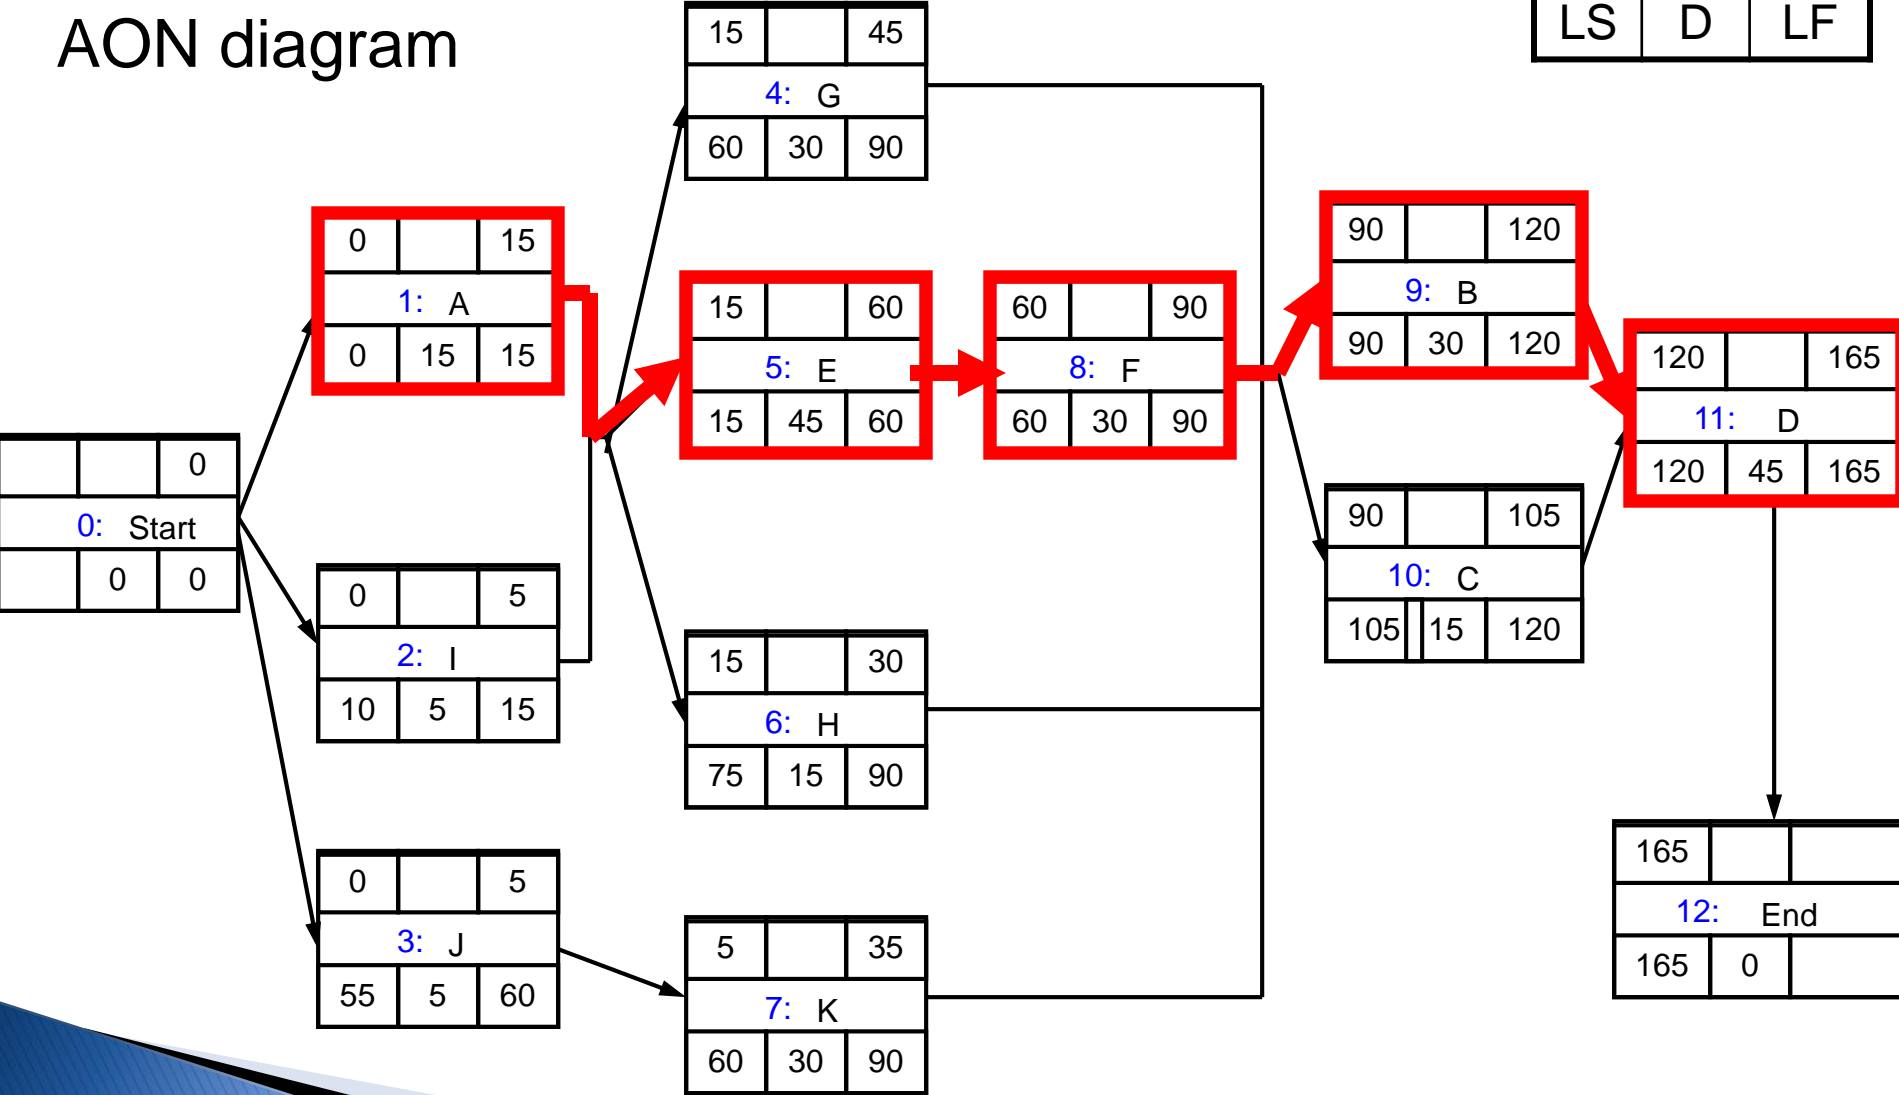 AON diagram
LS D LF
15 45
4: G
60 30 90
0 15
1: A
0 15 15
15 60
5: E
15 45 60
60 90
8: F
60 30 90
90 120
9: B
90 30 120
120 165
11: D
120 45 165
0
0: Start
0 0
0 5
2: I
10 5 15
90 105
10: C
105 15 120
15 30
6: H
75 15 90
0 5
3: J
55 5 60
5 35
7: K
60 30 90
165
12: End
165 0